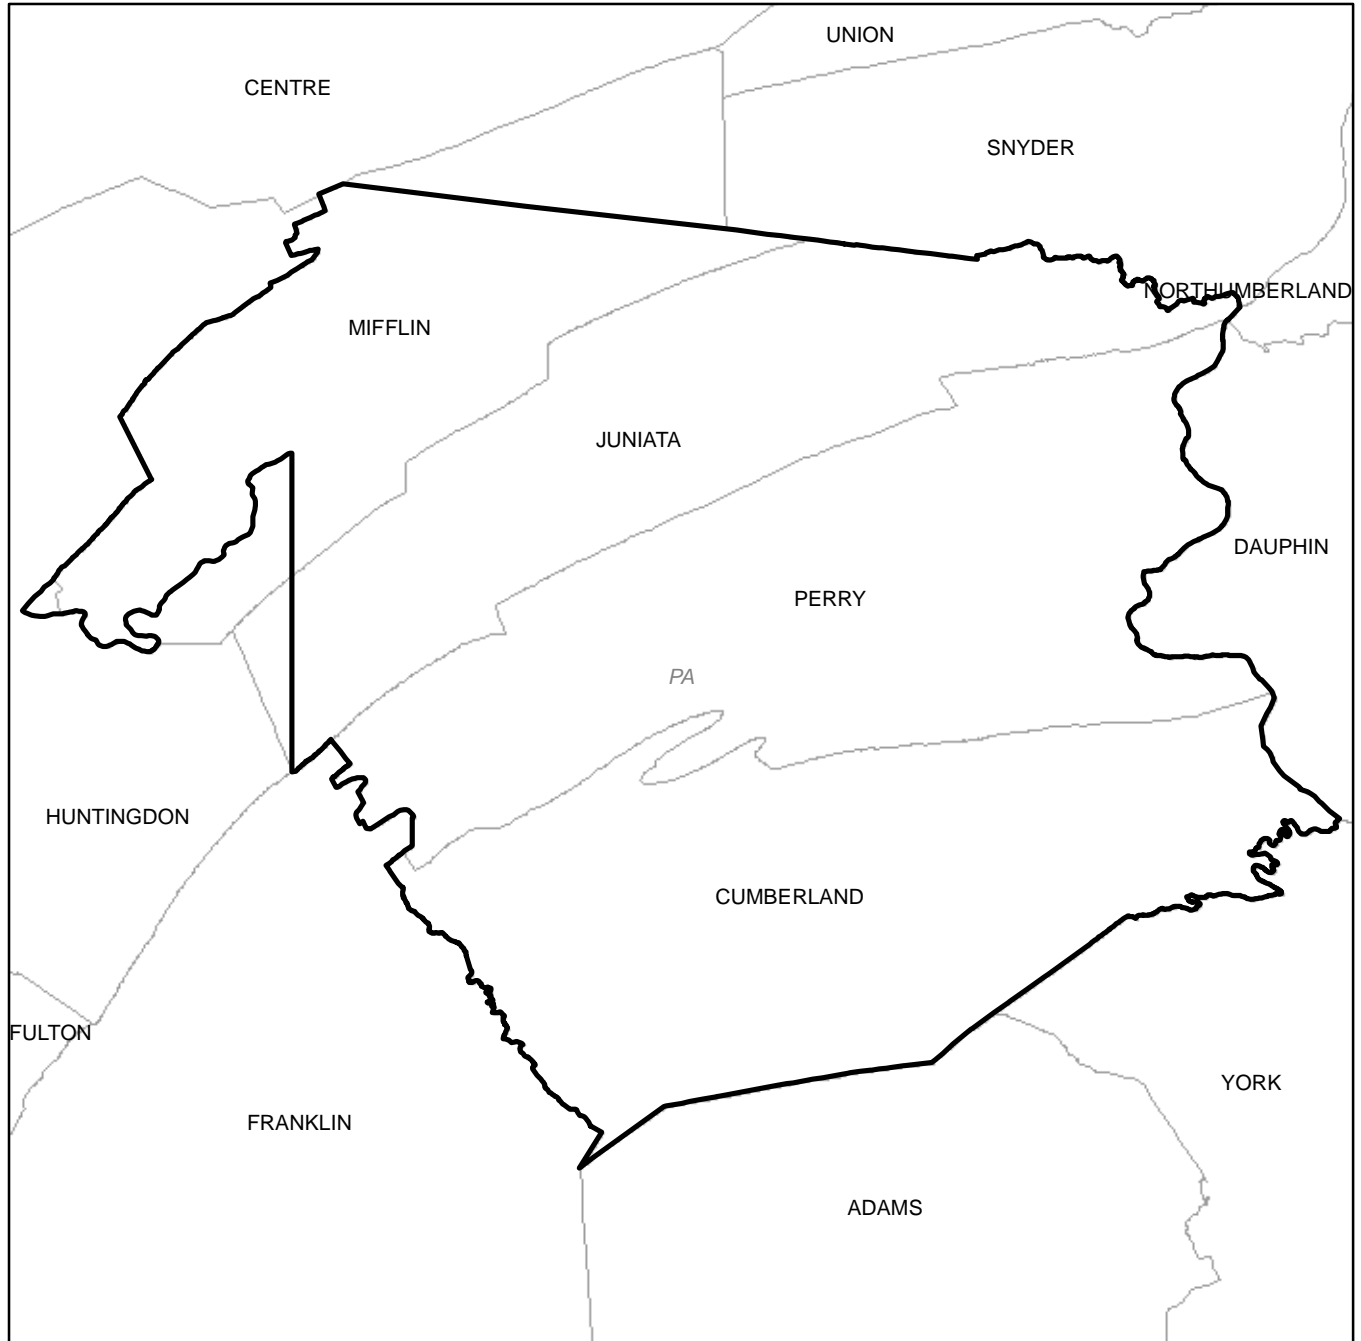 UNION
CENTRE
SNYDER
NORTHUMBERLAND
MIFFLIN
JUNIATA
DAUPHIN
PERRY
PA
HUNTINGDON
CUMBERLAND
FULTON
YORK
FRANKLIN
ADAMS